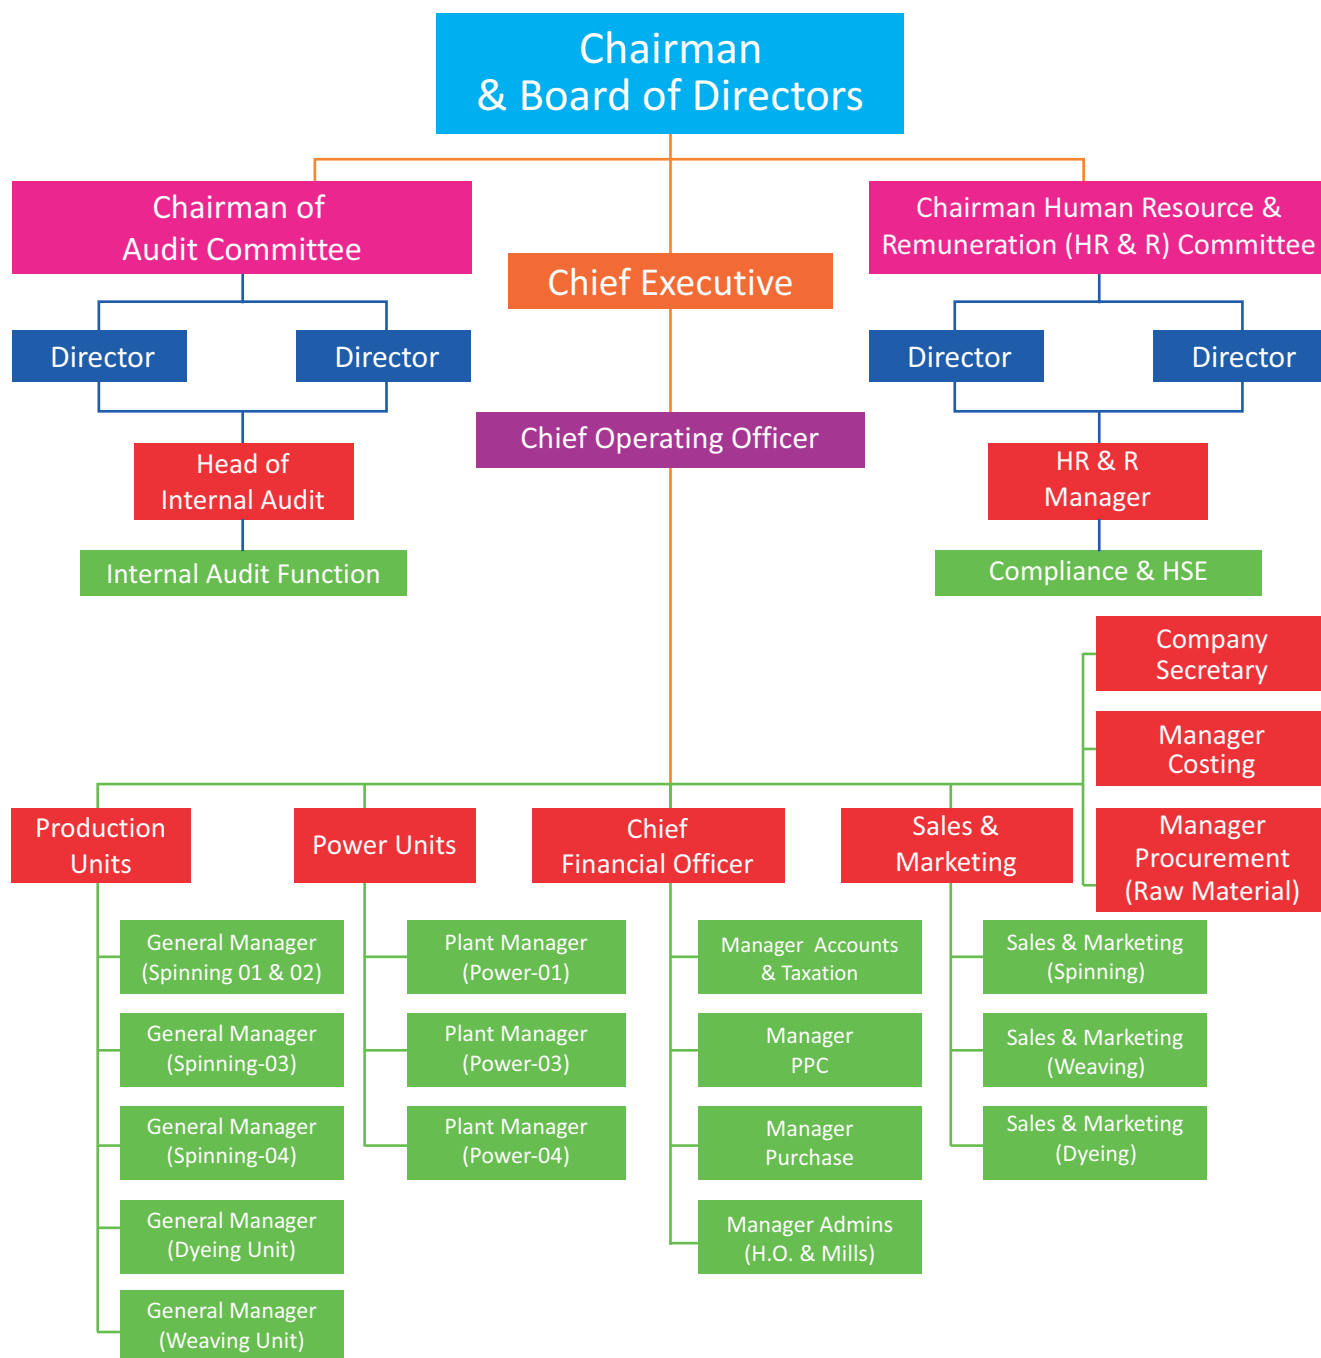 Chairman
& Board of Directors
Chairman of
Audit Committee
Chairman Human Resource &
Remuneration (HR & R) Committee
Chief Executive
Director
Director
Director
Director
Chief Operating Officer
Head of
Internal Audit
HR & R
Manager
Internal Audit Function
Compliance & HSE
Company
Secretary
Manager
Costing
Production
Units
Power Units
Chief
Financial Officer
Sales &
Marketing
Manager
Procurement
(Raw Material)
General Manager
(Spinning 01 & 02)
Plant Manager
(Power-01)
Manager Accounts
& Taxation
Sales & Marketing
(Spinning)
General Manager
(Spinning-03)
Plant Manager
(Power-03)
Manager
PPC
Sales & Marketing
(Weaving)
General Manager
(Spinning-04)
Plant Manager
(Power-04)
Manager
Purchase
Sales & Marketing
(Dyeing)
General Manager
(Dyeing Unit)
Manager Admins
(H.O. & Mills)
General Manager
(Weaving Unit)